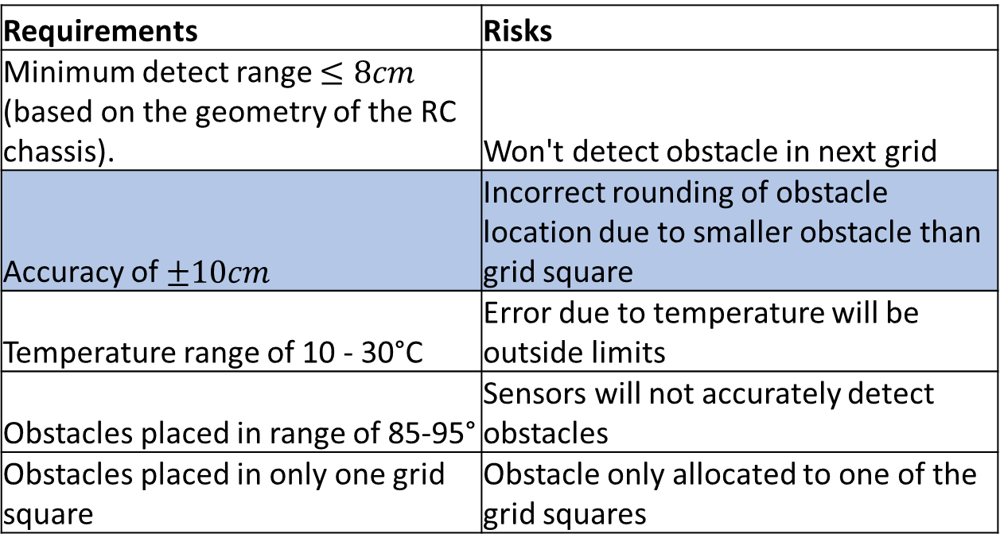 Requirements
Risks
Minimum detect range ≤ 8cm
(based on the geometry of the RC
chassis).
Won't detect obstacle in next grid
Accuracy of ±10cm
Incorrect rounding of obstacle
location due to smaller obstacle than
grid square
Temperature range of 10 - 30°C
Error due to temperature will be
outside limits
Obstacles placed in range of 85-95°
Sensors will not accurately detect
obstacles
Obstacles placed in only one grid
square
Obstacle only allocated to one of the
grid squares